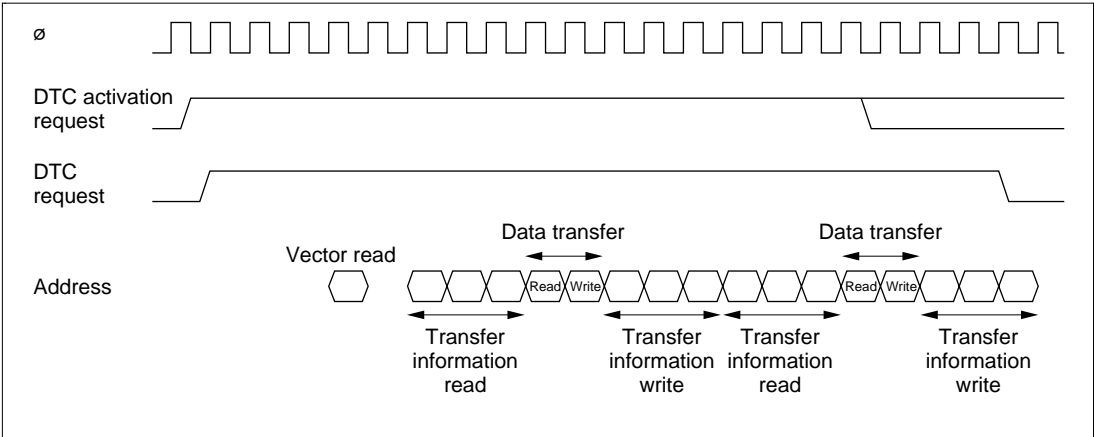 ø
DTC activation
request
DTC
request
Data transfer
Data transfer
Vector read
Address
Read
Write
Read
Write
Transfer
information
read
Transfer
information
write
Transfer
information
read
Transfer
information
write